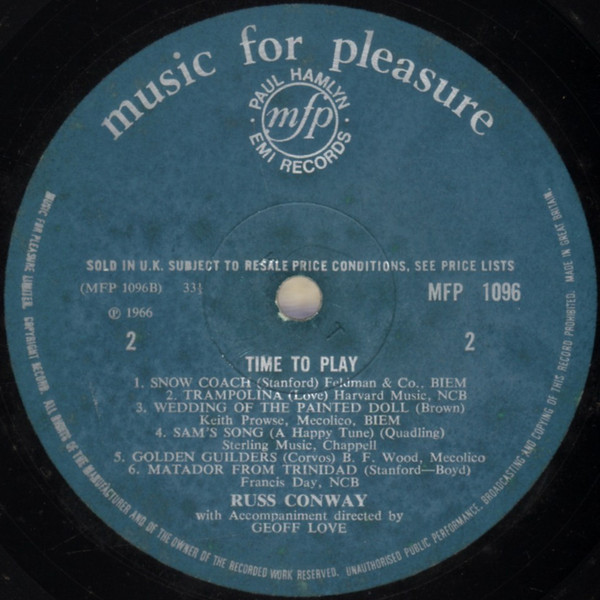 music for pleasure
PAUL HAMLYN
mfp
EMI RECORDS
SOLD IN U.K. SUBJECT TO RESALE PRICE CONDITIONS, SEE PRICE LISTS
(MFP 1096B) 33⅓ MFP 1096
℗ 1966
2 2
TIME TO PLAY
1. SNOW COACH (Stanford) Feldman & Co., BIEM
2. TRAMPOLINA (Love) Harvard Music, NCB
3. WEDDING OF THE PAINTED DOLL (Brown)
Keith Prowse, Mecolico, BIEM
4. SAM'S SONG (A Happy Tune) (Quadling)
Sterling Music, Chappell
5. GOLDEN GUILDERS (Corvos) B. F. Wood, Mecolico
6. MATADOR FROM TRINIDAD (Stanford—Boyd)
Francis Day, NCB
RUSS CONWAY
with Accompaniment directed by
GEOFF LOVE
MUSIC FOR PLEASURE LIMITED. COPYRIGHT RECORD. ALL RIGHTS OF THE MANUFACTURER AND OF THE OWNER OF THE RECORDED WORK RESERVED. UNAUTHORISED PUBLIC PERFORMANCE, BROADCASTING AND COPYING OF THIS RECORD PROHIBITED. MADE IN GREAT BRITAIN.